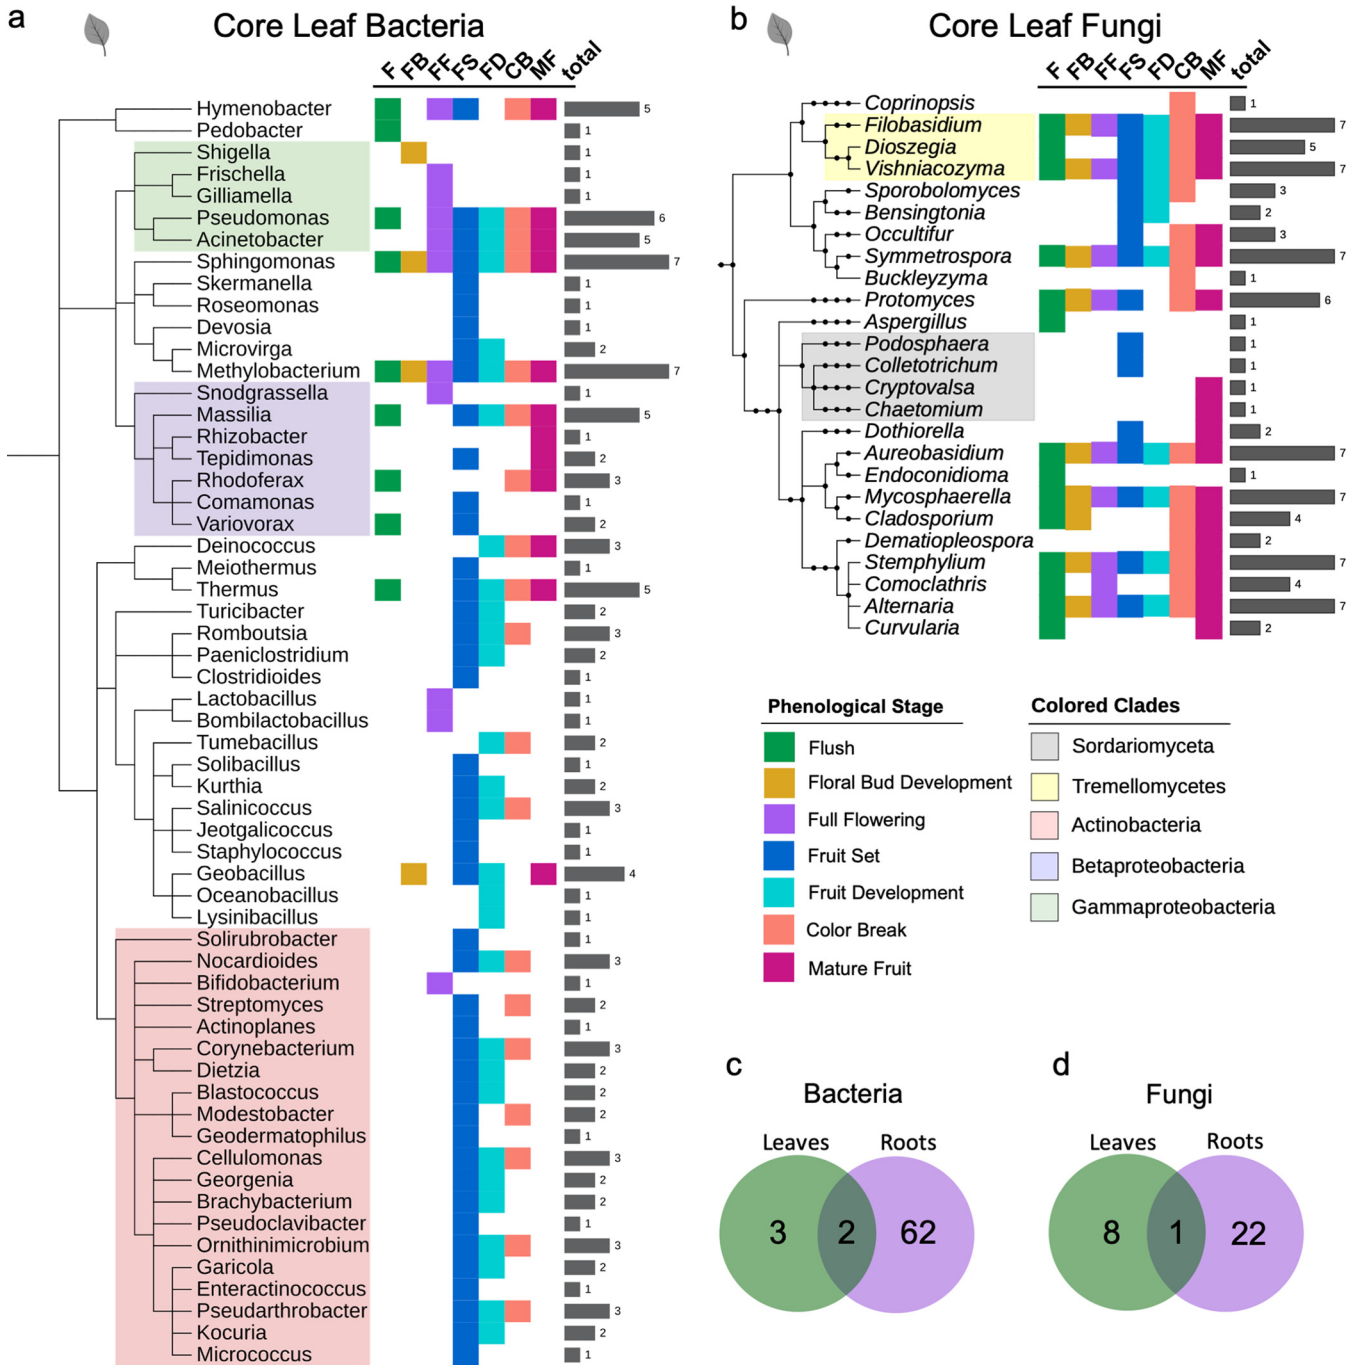 a
Core Leaf Bacteria
F FB FF FS FD CB MF total
Hymenobacter 5
Pedobacter 1
Shigella 1
Frischella 1
Gilliamella 1
Pseudomonas 6
Acinetobacter 5
Sphingomonas 7
Skermanella 1
Roseomonas 1
Devosia 1
Microvirga 2
Methylobacterium 7
Snodgrassella 1
Massilia 5
Rhizobacter 1
Tepidimonas 2
Rhodoferax 3
Comamonas 1
Variovorax 2
Deinococcus 3
Meiothermus 1
Thermus 5
Turicibacter 2
Romboutsia 3
Paeniclostridium 2
Clostridioides 1
Lactobacillus 1
Bombilactobacillus 1
Tumebacillus 2
Solibacillus 1
Kurthia 2
Salinicoccus 3
Jeotgalicoccus 1
Staphylococcus 1
Geobacillus 4
Oceanobacillus 1
Lysinibacillus 1
Solirubrobacter 1
Nocardioides 3
Bifidobacterium 1
Streptomyces 2
Actinoplanes 1
Corynebacterium 3
Dietzia 2
Blastococcus 2
Modestobacter 2
Geodermatophilus 1
Cellulomonas 3
Georgenia 2
Brachybacterium 2
Pseudoclavibacter 1
Ornithinimicrobium 3
Garicola 2
Enteractinococcus 1
Pseudarthrobacter 3
Kocuria 2
Micrococcus 1
b
Core Leaf Fungi
F FB FF FS FD CB MF total
Coprinopsis 1
Filobasidium 7
Dioszegia 5
Vishniacozyma 7
Sporobolomyces 3
Bensingtonia 2
Occultifur 3
Symmetrospora 7
Buckleyzyma 1
Protomyces 6
Aspergillus 1
Podosphaera 1
Colletotrichum 1
Cryptovalsa 1
Chaetomium 1
Dothiorella 2
Aureobasidium 7
Endoconidioma 1
Mycosphaerella 7
Cladosporium 4
Dematiopleospora 2
Stemphylium 7
Comoclathris 4
Alternaria 7
Curvularia 2
Phenological Stage
Flush
Floral Bud Development
Full Flowering
Fruit Set
Fruit Development
Color Break
Mature Fruit
Colored Clades
Sordariomyceta
Tremellomycetes
Actinobacteria
Betaproteobacteria
Gammaproteobacteria
c
Bacteria
Leaves Roots
3 2 62
d
Fungi
Leaves Roots
8 1 22